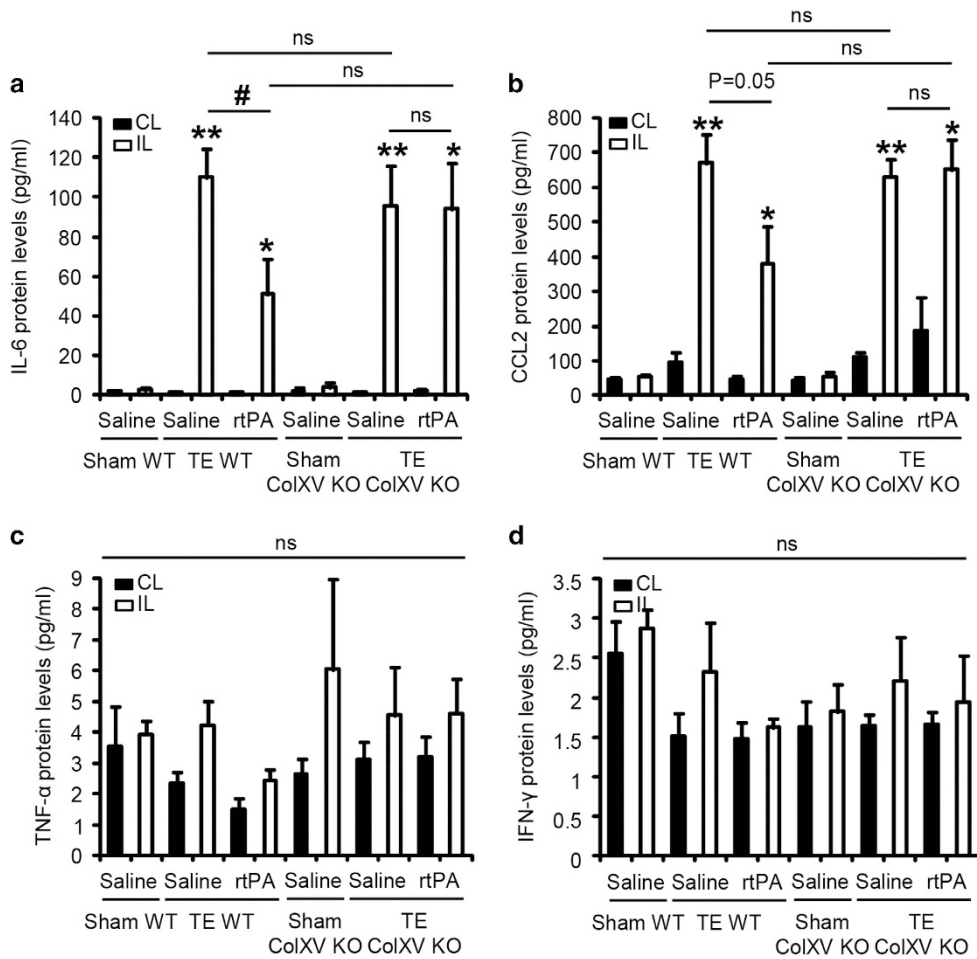 a
ns
ns
#
ns
CL
IL
**
*
**
*
IL-6 protein levels (pg/ml)
140
120
100
80
60
40
20
0
Saline Saline rtPA Saline Saline rtPA
Sham WT TE WT Sham TE
ColXV KO ColXV KO
b
ns
ns
P=0.05
ns
CL
IL
**
*
**
*
CCL2 protein levels (pg/ml)
800
700
600
500
400
300
200
100
0
Saline Saline rtPA Saline Saline rtPA
Sham WT TE WT Sham TE
ColXV KO ColXV KO
c
ns
CL
IL
TNF-α protein levels (pg/ml)
9
8
7
6
5
4
3
2
1
0
Saline Saline rtPA Saline Saline rtPA
Sham WT TE WT Sham TE
ColXV KO ColXV KO
d
ns
CL
IL
IFN-γ protein levels (pg/ml)
3.5
3
2.5
2
1.5
1
0.5
0
Saline Saline rtPA Saline Saline rtPA
Sham WT TE WT Sham TE
ColXV KO ColXV KO